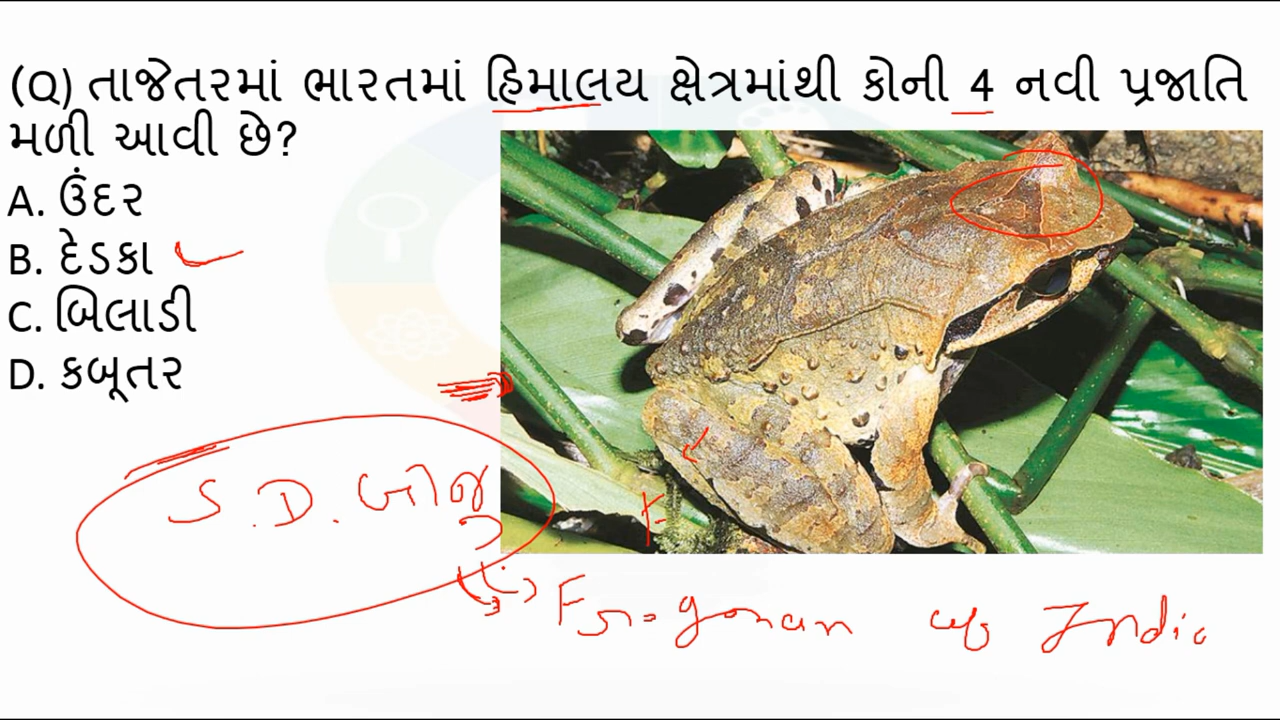 (Q) તાજેતરમાં ભારતમાં હિમાલય ક્ષેત્રમાંથી કોની 4 નવી પ્રજાતિ
મળી આવી છે?
A. ઉંદર
B. દેડકા
C. બિલાડી
D. કબૂતર
S.D. બીજુ
Frogman of India